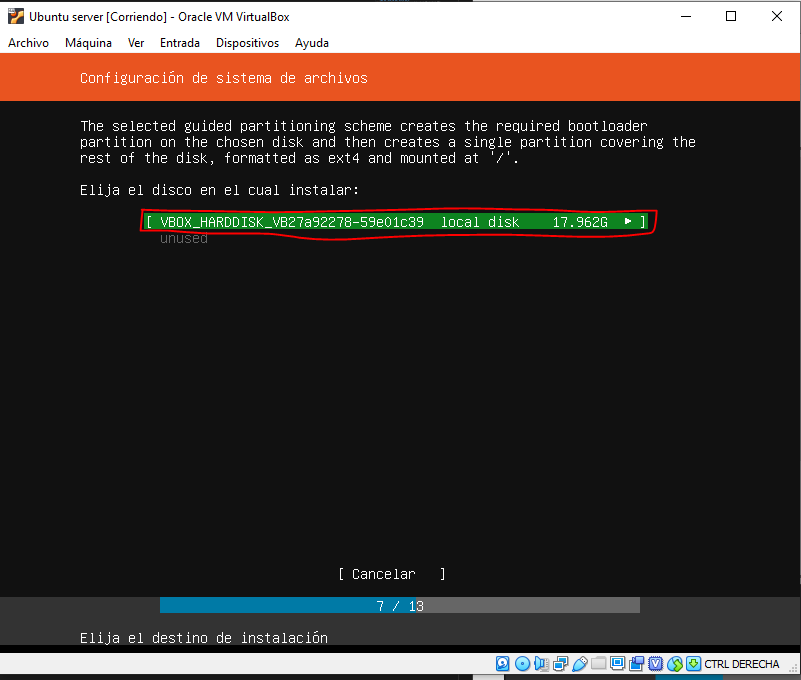 Ubuntu server [Corriendo] - Oracle VM VirtualBox
Archivo Máquina Ver Entrada Dispositivos Ayuda
Configuración de sistema de archivos
The selected guided partitioning scheme creates the required bootloader
partition on the chosen disk and then creates a single partition covering the
rest of the disk, formatted as ext4 and mounted at '/'.
Elija el disco en el cual instalar:
[ VBOX_HARDDISK_VB27a92278-59e01c39 local disk 17.962G ▸ ]
unused
[ Cancelar ]
7 / 13
Elija el destino de instalación
CTRL DERECHA